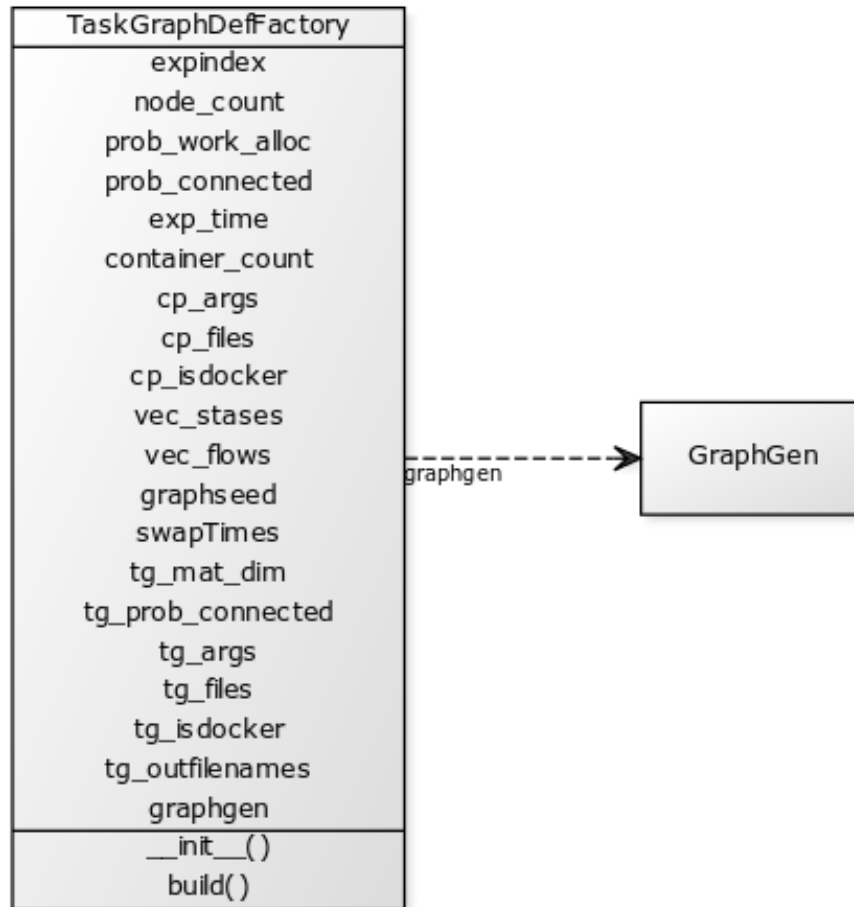 TaskGraphDefFactory
expindex
node_count
prob_work_alloc
prob_connected
exp_time
container_count
cp_args
cp_files
cp_isdocker
vec_stases
vec_flows
graphseed
swapTimes
tg_mat_dim
tg_prob_connected
tg_args
tg_files
tg_isdocker
tg_outfilenames
graphgen
__init__()
build()
graphgen
GraphGen